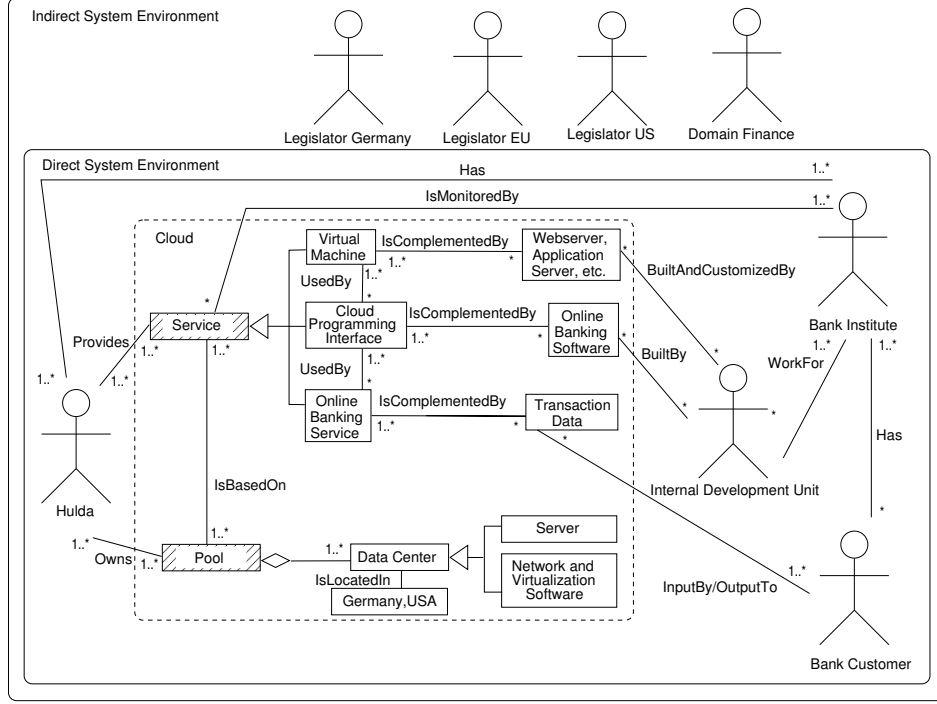 Indirect System Environment
Legislator Germany
Legislator EU
Legislator US
Domain Finance
Direct System Environment
Has
1..*
IsMonitoredBy
1..*
Cloud
Virtual
Machine
IsComplementedBy
1..*
*
Webserver,
Application
Server, etc.
*
BuiltAndCustomizedBy
*
UsedBy
1..*
*
Service
*
1..*
1..*
Provides
1..*
1..*
Cloud
Programming
Interface
IsComplementedBy
1..*
*
Online
Banking
Software
*
BuiltBy
*
Bank Institute
1..*
1..*
WorkFor
*
UsedBy
1..*
*
Online
Banking
Service
IsComplementedBy
1..*
*
Transaction
Data
*
Internal Development Unit
Has
*
Hulda
IsBasedOn
1..*
1..*
Owns
1..*
Pool
1..*
Data Center
IsLocatedIn
Germany,USA
Server
Network and
Virtualization
Software
InputBy/OutputTo
1..*
Bank Customer